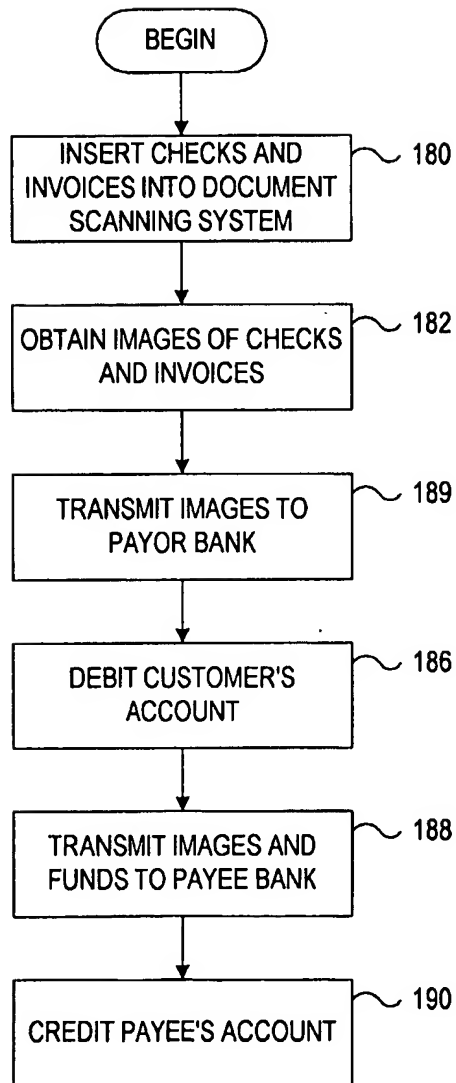 BEGIN
INSERT CHECKS AND
INVOICES INTO DOCUMENT
SCANNING SYSTEM
180
OBTAIN IMAGES OF CHECKS
AND INVOICES
182
TRANSMIT IMAGES TO
PAYOR BANK
189
DEBIT CUSTOMER'S
ACCOUNT
186
TRANSMIT IMAGES AND
FUNDS TO PAYEE BANK
188
CREDIT PAYEE'S ACCOUNT
190